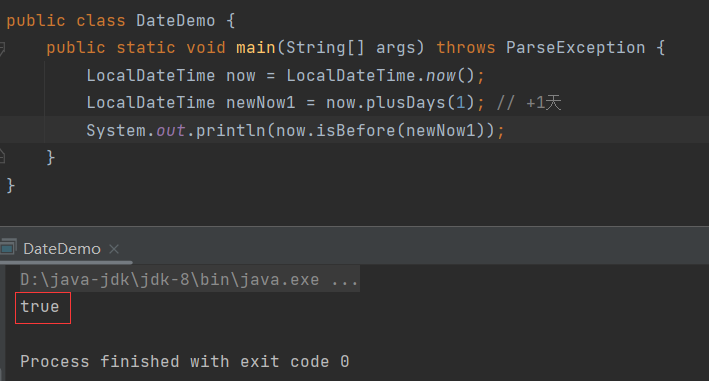 public class DateDemo {
    public static void main(String[] args) throws ParseException {
        LocalDateTime now = LocalDateTime.now();
        LocalDateTime newNow1 = now.plusDays(1); // +1天
        System.out.println(now.isBefore(newNow1));
    }
}
DateDemo ×
D:\java-jdk\jdk-8\bin\java.exe ...
true
Process finished with exit code 0